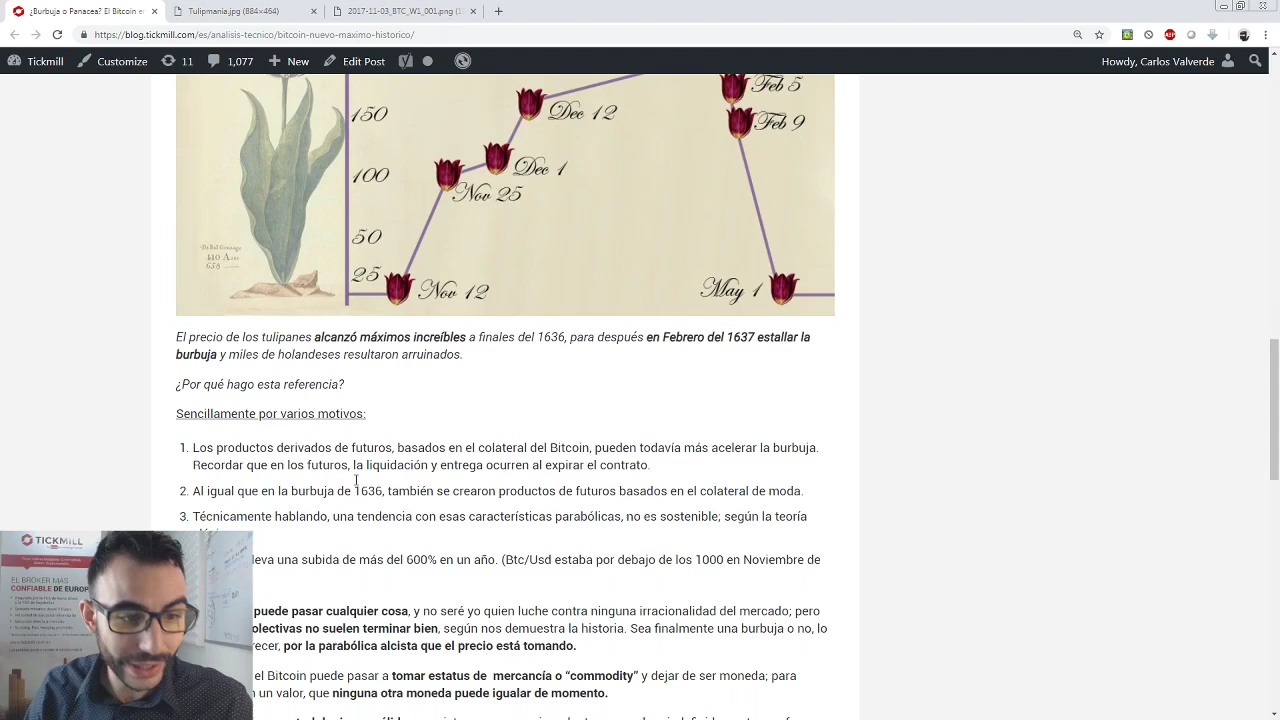 ¿Burbuja o Panacea? El Bitcoin en
Tulipmania.jpg (884×464)
2017-11-03_BTC_W1_001.png (1
https://blog.tickmill.es/analisis-tecnico/bitcoin-nuevo-maximo-historico/
Tickmill Customize 11 1,077 New Edit Post Howdy, Carlos Valverde
150
100
50
25
Dec 12
Dec 1
Nov 25
Nov 12
Feb 5
Feb 9
May 1
El precio de los tulipanes alcanzó máximos increíbles a finales del 1636, para después en Febrero del 1637 estallar la
burbuja y miles de holandeses resultaron arruinados.
¿Por qué hago esta referencia?
Sencillamente por varios motivos:
1. Los productos derivados de futuros, basados en el colateral del Bitcoin, pueden todavía más acelerar la burbuja.
Recordar que en los futuros, la liquidación y entrega ocurren al expirar el contrato.
2. Al igual que en la burbuja de 1636, también se crearon productos de futuros basados en el colateral de moda.
3. Técnicamente hablando, una tendencia con esas características parabólicas, no es sostenible; según la teoría
leva una subida de más del 600% en un año. (Btc/Usd estaba por debajo de los 1000 en Noviembre de
puede pasar cualquier cosa, y no seré yo quien luche contra ninguna irracionalidad del mercado; pero
olectivas no suelen terminar bien, según nos demuestra la historia. Sea finalmente una burbuja o no, lo
recer, por la parabólica alcista que el precio está tomando.
el Bitcoin puede pasar a tomar estatus de mercancía o “commodity” y dejar de ser moneda; para
n un valor, que ninguna otra moneda puede igualar de momento.
TICKMILL
EL BRÓKER MÁS
CONFIABLE DE EUROP